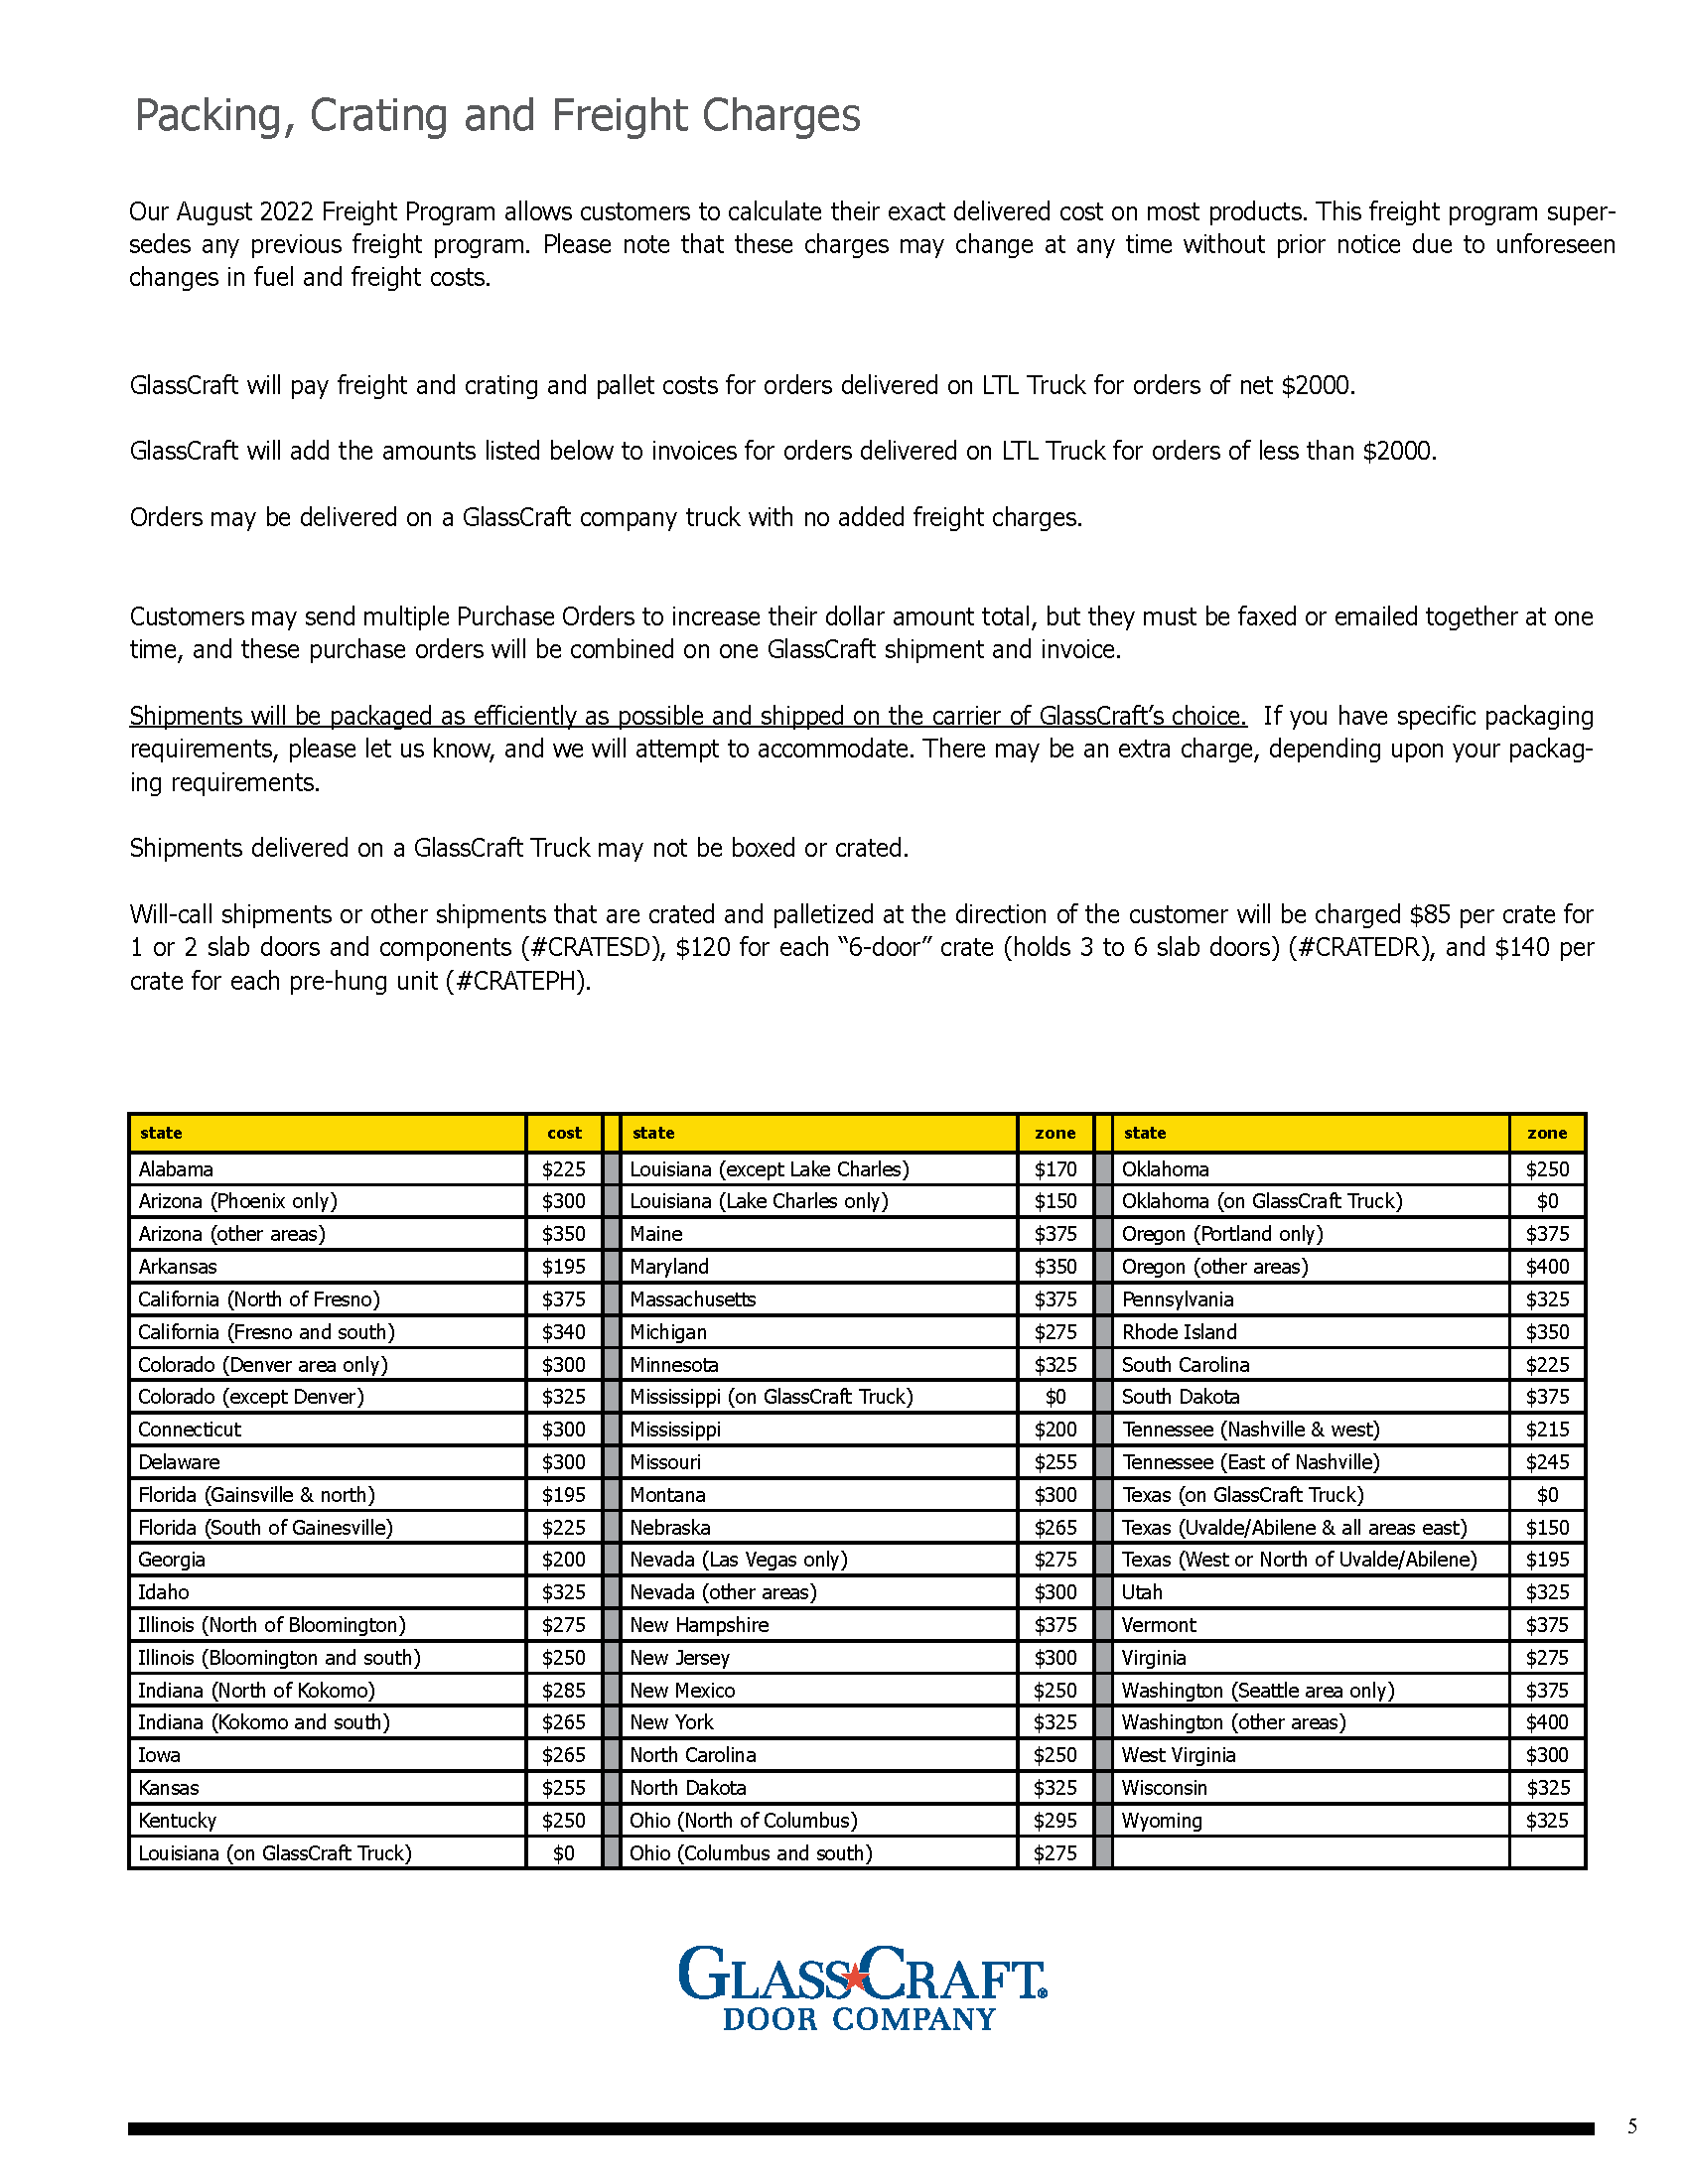 Packing, Crating and Freight Charges
Our August 2022 Freight Program allows customers to calculate their exact delivered cost on most products. This freight program super-
sedes any previous freight program. Please note that these charges may change at any time without prior notice due to unforeseen
changes in fuel and freight costs.
GlassCraft will pay freight and crating and pallet costs for orders delivered on LTL Truck for orders of net $2000.
GlassCraft will add the amounts listed below to invoices for orders delivered on LTL Truck for orders of less than $2000.
Orders may be delivered on a GlassCraft company truck with no added freight charges.
Customers may send multiple Purchase Orders to increase their dollar amount total, but they must be faxed or emailed together at one
time, and these purchase orders will be combined on one GlassCraft shipment and invoice.
Shipments will be packaged as efficiently as possible and shipped on the carrier of GlassCraft’s choice. If you have specific packaging
requirements, please let us know, and we will attempt to accommodate. There may be an extra charge, depending upon your packag-
ing requirements.
Shipments delivered on a GlassCraft Truck may not be boxed or crated.
Will-call shipments or other shipments that are crated and palletized at the direction of the customer will be charged $85 per crate for
1 or 2 slab doors and components (#CRATESD), $120 for each “6-door” crate (holds 3 to 6 slab doors) (#CRATEDR), and $140 per
crate for each pre-hung unit (#CRATEPH).
state cost state zone state zone
Alabama $225 Louisiana (except Lake Charles) $170 Oklahoma $250
Arizona (Phoenix only) $300 Louisiana (Lake Charles only) $150 Oklahoma (on GlassCraft Truck) $0
Arizona (other areas) $350 Maine $375 Oregon (Portland only) $375
Arkansas $195 Maryland $350 Oregon (other areas) $400
California (North of Fresno) $375 Massachusetts $375 Pennsylvania $325
California (Fresno and south) $340 Michigan $275 Rhode Island $350
Colorado (Denver area only) $300 Minnesota $325 South Carolina $225
Colorado (except Denver) $325 Mississippi (on GlassCraft Truck) $0 South Dakota $375
Connecticut $300 Mississippi $200 Tennessee (Nashville & west) $215
Delaware $300 Missouri $255 Tennessee (East of Nashville) $245
Florida (Gainsville & north) $195 Montana $300 Texas (on GlassCraft Truck) $0
Florida (South of Gainesville) $225 Nebraska $265 Texas (Uvalde/Abilene & all areas east) $150
Georgia $200 Nevada (Las Vegas only) $275 Texas (West or North of Uvalde/Abilene) $195
Idaho $325 Nevada (other areas) $300 Utah $325
Illinois (North of Bloomington) $275 New Hampshire $375 Vermont $375
Illinois (Bloomington and south) $250 New Jersey $300 Virginia $275
Indiana (North of Kokomo) $285 New Mexico $250 Washington (Seattle area only) $375
Indiana (Kokomo and south) $265 New York $325 Washington (other areas) $400
Iowa $265 North Carolina $250 West Virginia $300
Kansas $255 North Dakota $325 Wisconsin $325
Kentucky $250 Ohio (North of Columbus) $295 Wyoming $325
Louisiana (on GlassCraft Truck) $0 Ohio (Columbus and south) $275
GLASS CRAFT®
DOOR COMPANY
5